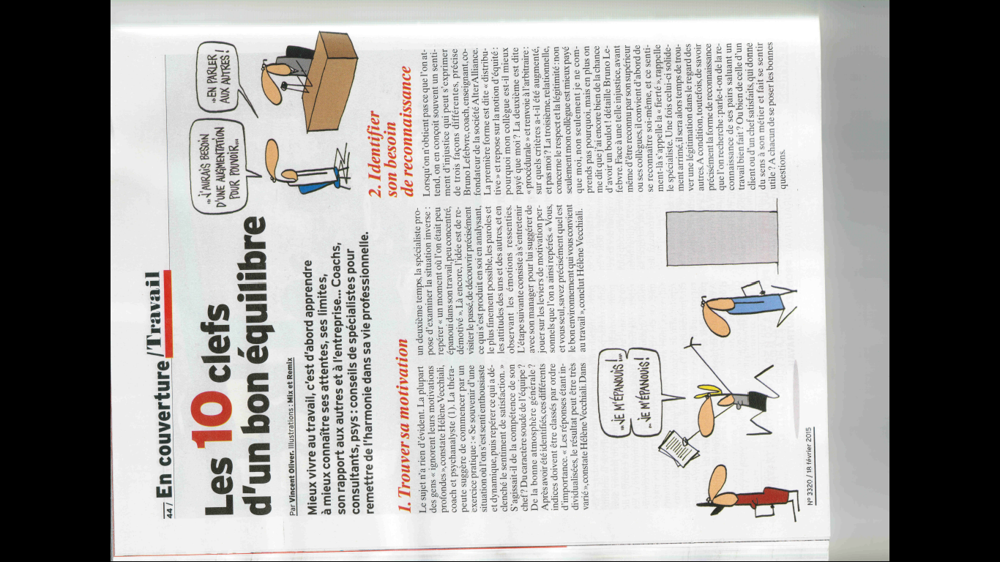 44 / En couverture/Travail
Les 10 clefs
d'un bon équilibre
Par Vincent Oliver. Illustrations : Mix et Remix
Mieux vivre au travail, c'est d'abord apprendre
à mieux connaître ses attentes, ses limites,
son rapport aux autres et à l'entreprise... Coachs,
consultants, psys : conseils de spécialistes pour
remettre de l'harmonie dans sa vie professionnelle.
...J'AURAIS BESOIN
D'UNE AUGMENTATION
POUR POUVOIR...
...EN PARLER
AUX AUTRES !
1. Trouver sa motivation
Le sujet n'a rien d'évident. La plupart
des gens « ignorent leurs motivations
profondes », constate Hélène Vecchiali,
coach et psychanalyste (1). La théra-
peute suggère de commencer par un
exercice pratique : « Se souvenir d'une
situation où l'on s'est senti enthousiaste
et dynamique, puis repérer ce qui a dé-
clenché le sentiment de satisfaction. »
S'agissait-il de la compétence de son
chef ? Du caractère soudé de l'équipe ?
De la bonne atmosphère générale ?
Après avoir été identifiés, ces différents
indices doivent être classés par ordre
d'importance. « Les réponses étant in-
dividualisées, le résultat peut être très
varié », constate Hélène Vecchiali. Dans
un deuxième temps, la spécialiste pro-
pose d'examiner la situation inverse :
repérer « un moment où l'on était peu
épanoui dans son travail, peu concentré,
démotivé ». Là encore, l'idée est de re-
visiter le passé, de découvrir précisément
ce qui s'est produit en soi en analysant,
le plus finement possible, les paroles et
les attitudes des uns et des autres, et en
observant les émotions ressenties.
L'étape suivante consiste à s'entretenir
avec son manager pour lui suggérer de
jouer sur les leviers de motivation per-
sonnels que l'on a ainsi repérés. « Vous,
et vous seul, savez précisément quel est
le bon environnement qui vous convient
au travail », conclut Hélène Vecchiali.
2. Identifier
son besoin
de reconnaissance
Lorsqu'on n'obtient pas ce que l'on at-
tend, on en conçoit souvent un senti-
ment d'injustice qui peut s'exprimer
de trois façons différentes, précise
Bruno Lefebvre, coach, enseignant, co-
fondateur de la société AlterAlliance.
La première forme est dite « distribu-
tive » et repose sur la notion d'équité :
pourquoi mon collègue est-il mieux
payé que moi ? La deuxième est dite
« procédurale » et renvoie à l'arbitraire :
sur quels critères a-t-il été augmenté,
et pas moi ? La troisième, relationnelle,
concerne le respect et la légitimité : non
seulement mon collègue est mieux payé
que moi, non seulement je ne com-
prends pas pourquoi, mais en plus on
me dit que j'ai encore bien de la chance
d'avoir un boulot ! détaille Bruno Le-
febvre. Face à une telle injustice, avant
même d'être reconnu par son supérieur
ou ses collègues, il convient d'abord de
se reconnaître soi-même, et ce senti-
ment-là s'appelle la « fierté », rappelle
le spécialiste. Une fois celle-ci solide-
ment arrimé, il sera alors temps de trou-
ver une légitimation dans le regard des
autres. A condition, toutefois, de savoir
précisément la forme de reconnaissance
que l'on recherche : parle-t-on de la re-
connaissance de ses pairs saluant un
travail bien fait ? Ou bien de celle d'un
client ou d'un chef satisfaits, qui donne
du sens à son métier et fait se sentir
utile ? A chacun de se poser les bonnes
questions.
...JE M'ÉPANOUIS !...
...JE M'ÉPANOUIS !
N° 3320 / 18 février 2015